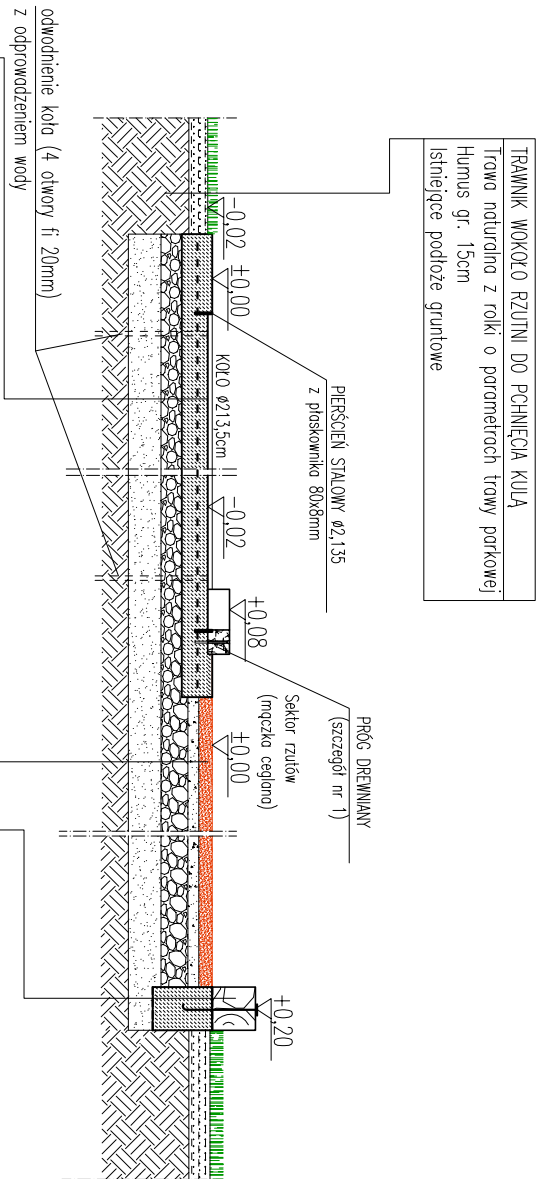 TRAWNIK WOKOŁO RZUTNI DO PCHNIĘCIA KULĄ
Trawa naturalna z rolki o parametrach trawy parkowej
Humus gr. 15cm
Istniejące podłoże gruntowe
PIERŚCIEŃ STALOWY ø2,135
z płaskownika 80x8mm
PRÓG DREWNIANY
(szczegół nr 1)
-0,02
±0,00
KOŁO ø213,5cm
-0,02
+0,08
Sektor rzutów
(mączka ceglana)
±0,00
+0,20
odwodnienie koła (4 otwory fi 20mm)
z odprowadzeniem wody